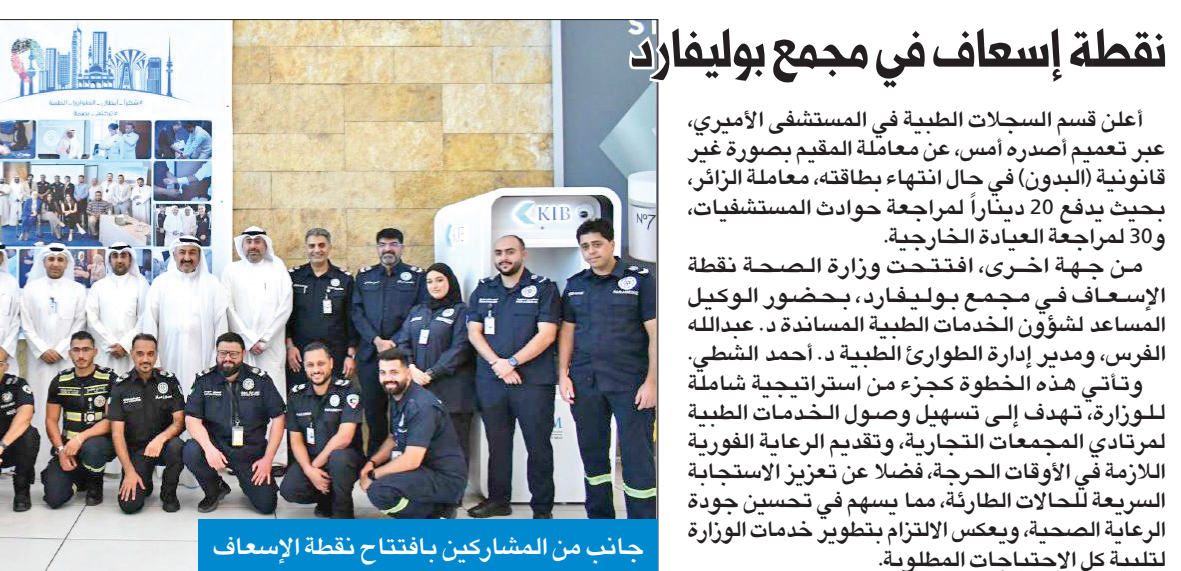 نقطة إسعاف في مجمع بوليفارد
أعلن قسم السجلات الطبية في المستشفى الأميري،
عبر تعميم أصدره أمس، عن معاملة المقيم بصورة غير
قانونية (البدون) في حال انتهاء بطاقته، معاملة الزائر،
بحيث يدفع 20 ديناراً لمراجعة حوادث المستشفيات،
و30 لمراجعة العيادة الخارجية.
من جهة اخرى، افتتحت وزارة الصحة نقطة
الإسعاف في مجمع بوليفارد، بحضور الوكيل
المساعد لشؤون الخدمات الطبية المساندة د. عبدالله
الفرس، ومدير إدارة الطوارئ الطبية د. أحمد الشطي.
وتأتي هذه الخطوة كجزء من استراتيجية شاملة
للوزارة، تهدف إلى تسهيل وصول الخدمات الطبية
لمرتادي المجمعات التجارية، وتقديم الرعاية الفورية
اللازمة في الأوقات الحرجة، فضلا عن تعزيز الاستجابة
السريعة للحالات الطارئة، مما يسهم في تحسين جودة
الرعاية الصحية، ويعكس الالتزام بتطوير خدمات الوزارة
لتلبية كل الاحتياجات المطلوبة.
#شكراً_أبطال_الطوارئ_الطبية
KIB
Nº7
جانب من المشاركين بافتتاح نقطة الإسعاف